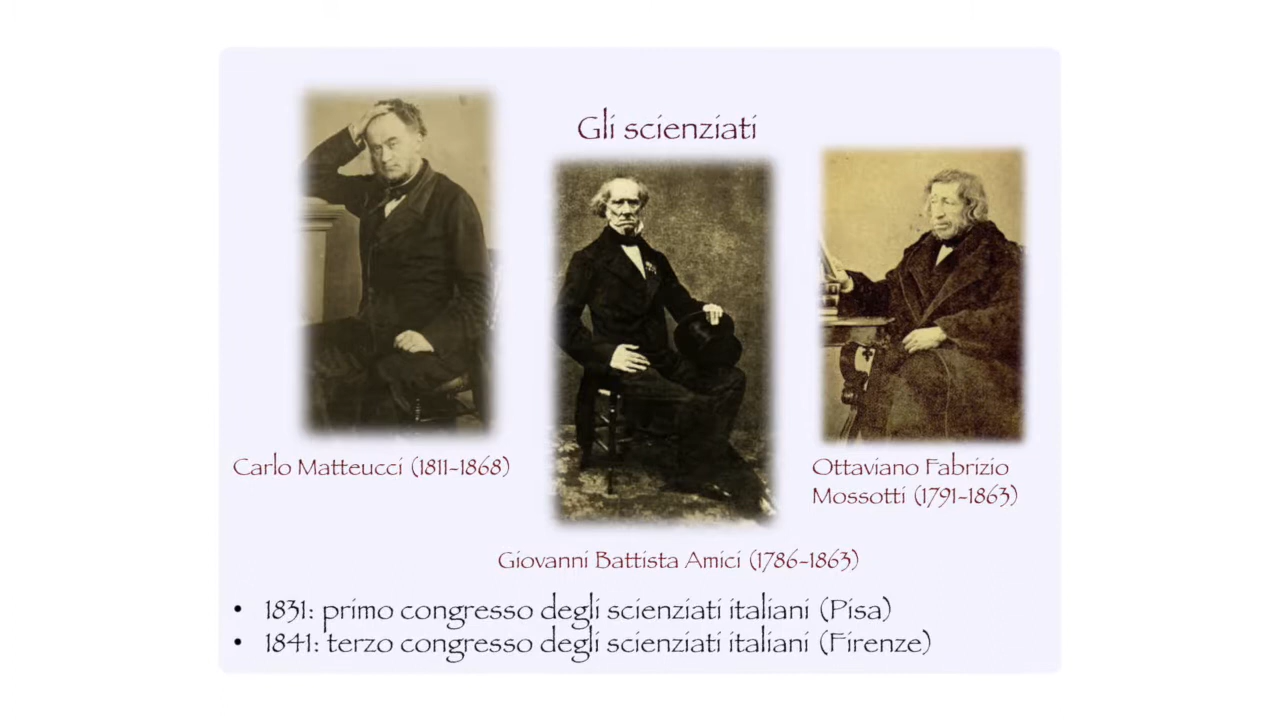 Gli scienziati
Carlo Matteucci (1811-1868)
Ottaviano Fabrizio
Mossotti (1791-1863)
Giovanni Battista Amici (1786-1863)
• 1831: primo congresso degli scienziati italiani (Pisa)
• 1841: terzo congresso degli scienziati italiani (Firenze)